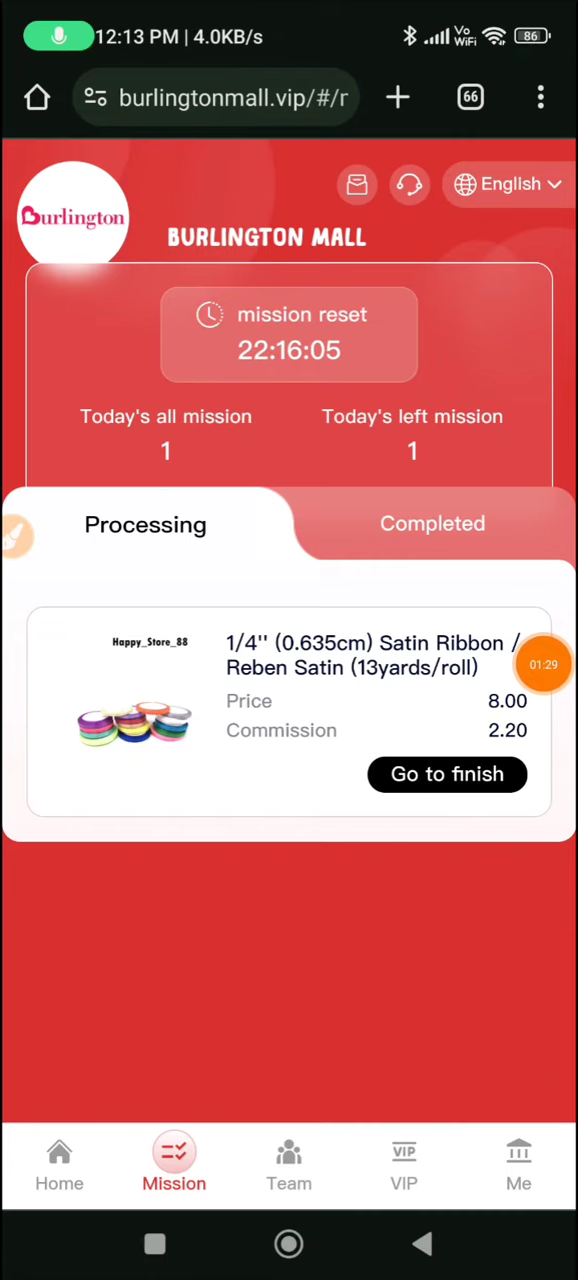 12:13 PM | 4.0KB/s
Vo WiFi
86
burlingtonmall.vip/#/r
66
Burlington
English
BURLINGTON MALL
mission reset
22:16:05
Today's all mission
Today's left mission
1
1
Processing
Completed
Happy_Store_88
1/4'' (0.635cm) Satin Ribbon /
Reben Satin (13yards/roll)
01:29
Price
8.00
Commission
2.20
Go to finish
VIP
Home
Mission
Team
VIP
Me